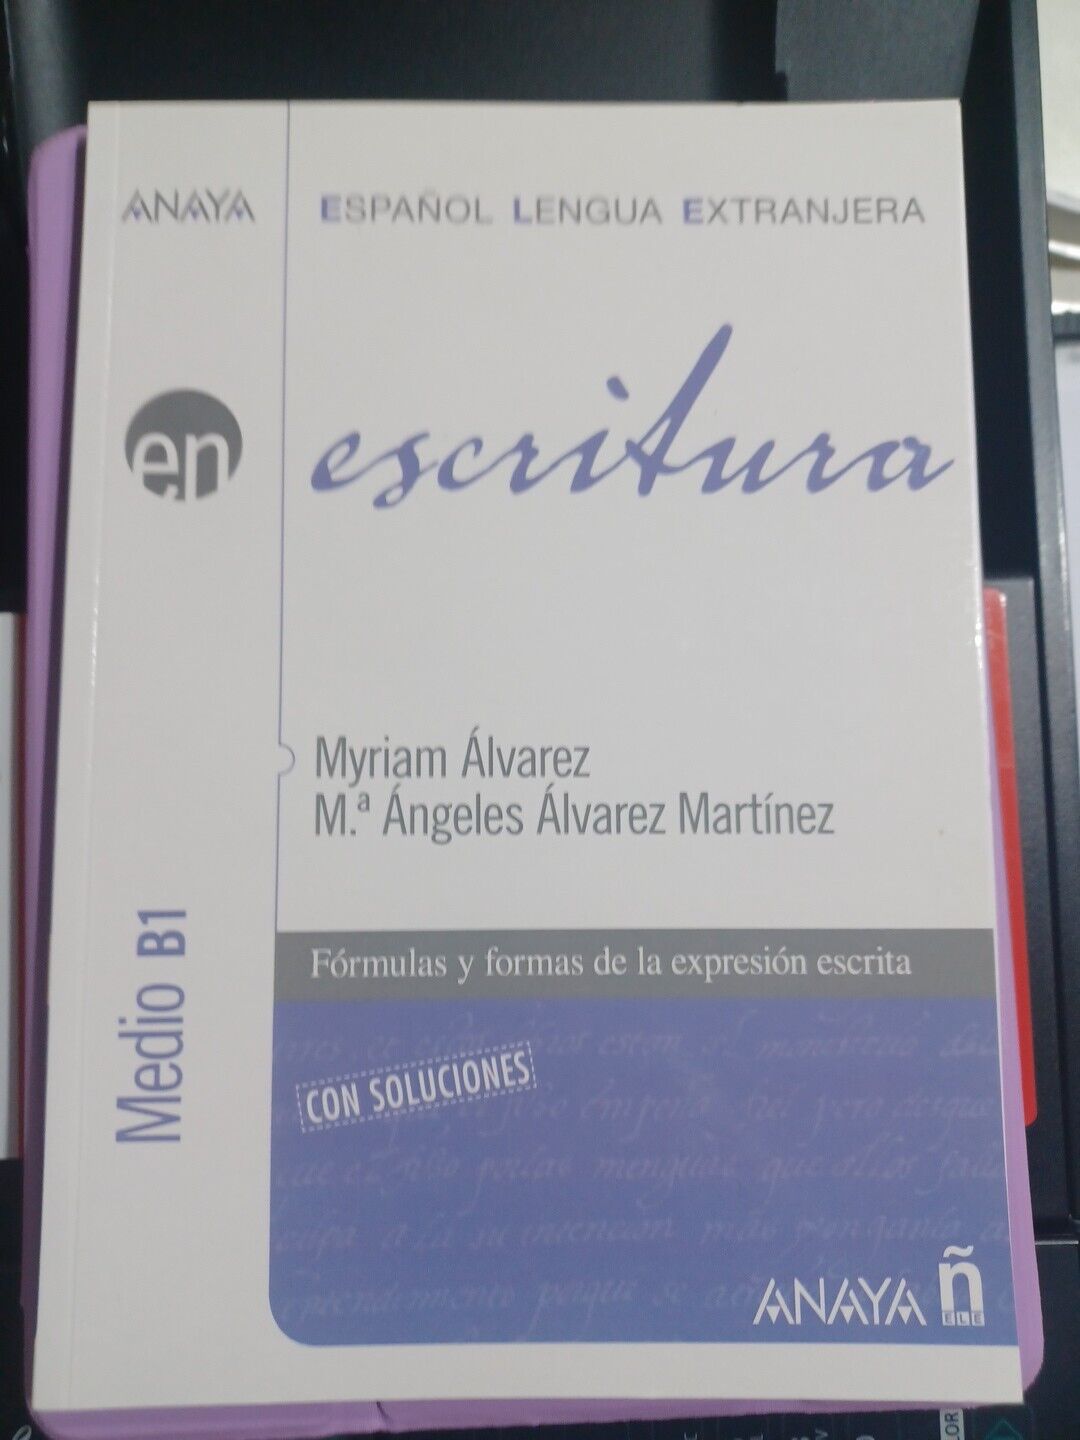 ANAYA
ESPAÑOL LENGUA EXTRANJERA
en
escritura
Myriam Álvarez
M.ª Ángeles Álvarez Martínez
Medio B1
Fórmulas y formas de la expresión escrita
CON SOLUCIONES
ANAYA ñ
ELE